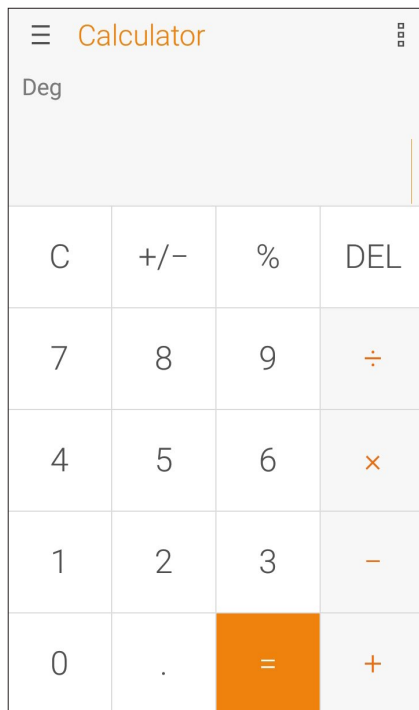 Calculator
Deg
C +/− % DEL
7 8 9 ÷
4 5 6 ×
1 2 3 −
0 . = +